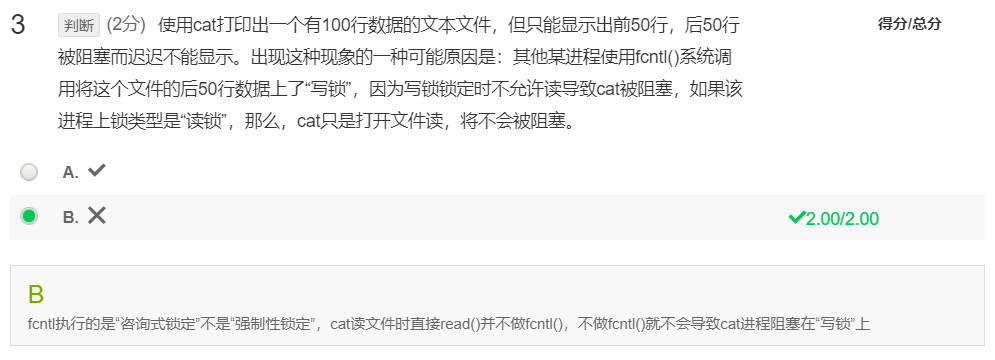 3 判断 (2分) 使用cat打印出一个有100行数据的文本文件，但只能显示出前50行，后50行 得分/总分
被阻塞而迟迟不能显示。出现这种现象的一种可能原因是：其他某进程使用fcntl()系统调
用将这个文件的后50行数据上了“写锁”，因为写锁锁定时不允许读导致cat被阻塞，如果该
进程上锁类型是“读锁”，那么，cat只是打开文件读，将不会被阻塞。
A. ✔
B. ✕ ✔2.00/2.00
B
fcntl执行的是“咨询式锁定”不是“强制性锁定”，cat读文件时直接read()并不做fcntl()，不做fcntl()就不会导致cat进程阻塞在“写锁”上